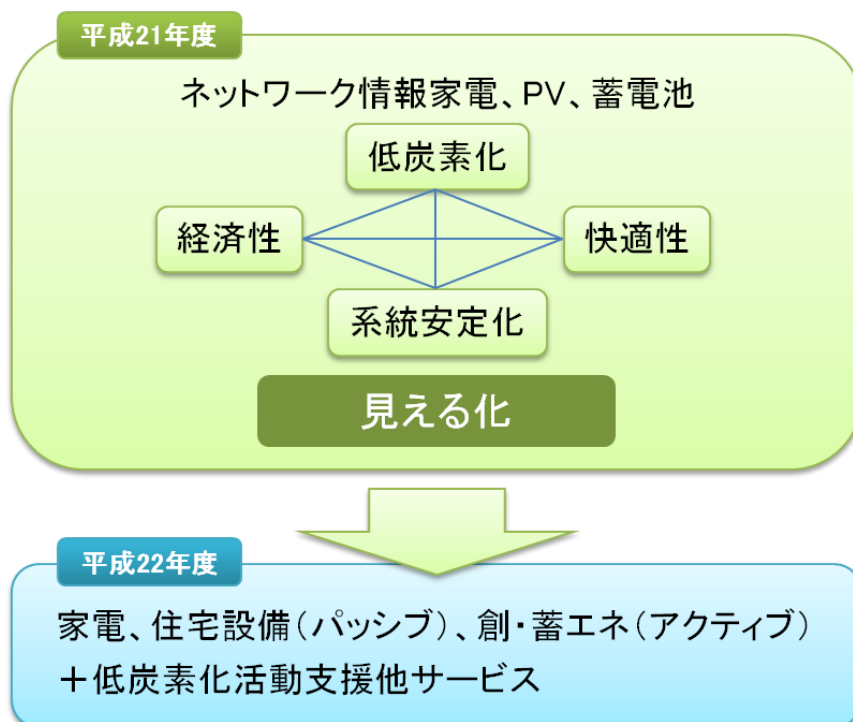 平成21年度
ネットワーク情報家電、PV、蓄電池
低炭素化
経済性
快適性
系統安定化
見える化
平成22年度
家電、住宅設備（パッシブ）、創・蓄エネ（アクティブ）
＋低炭素化活動支援他サービス